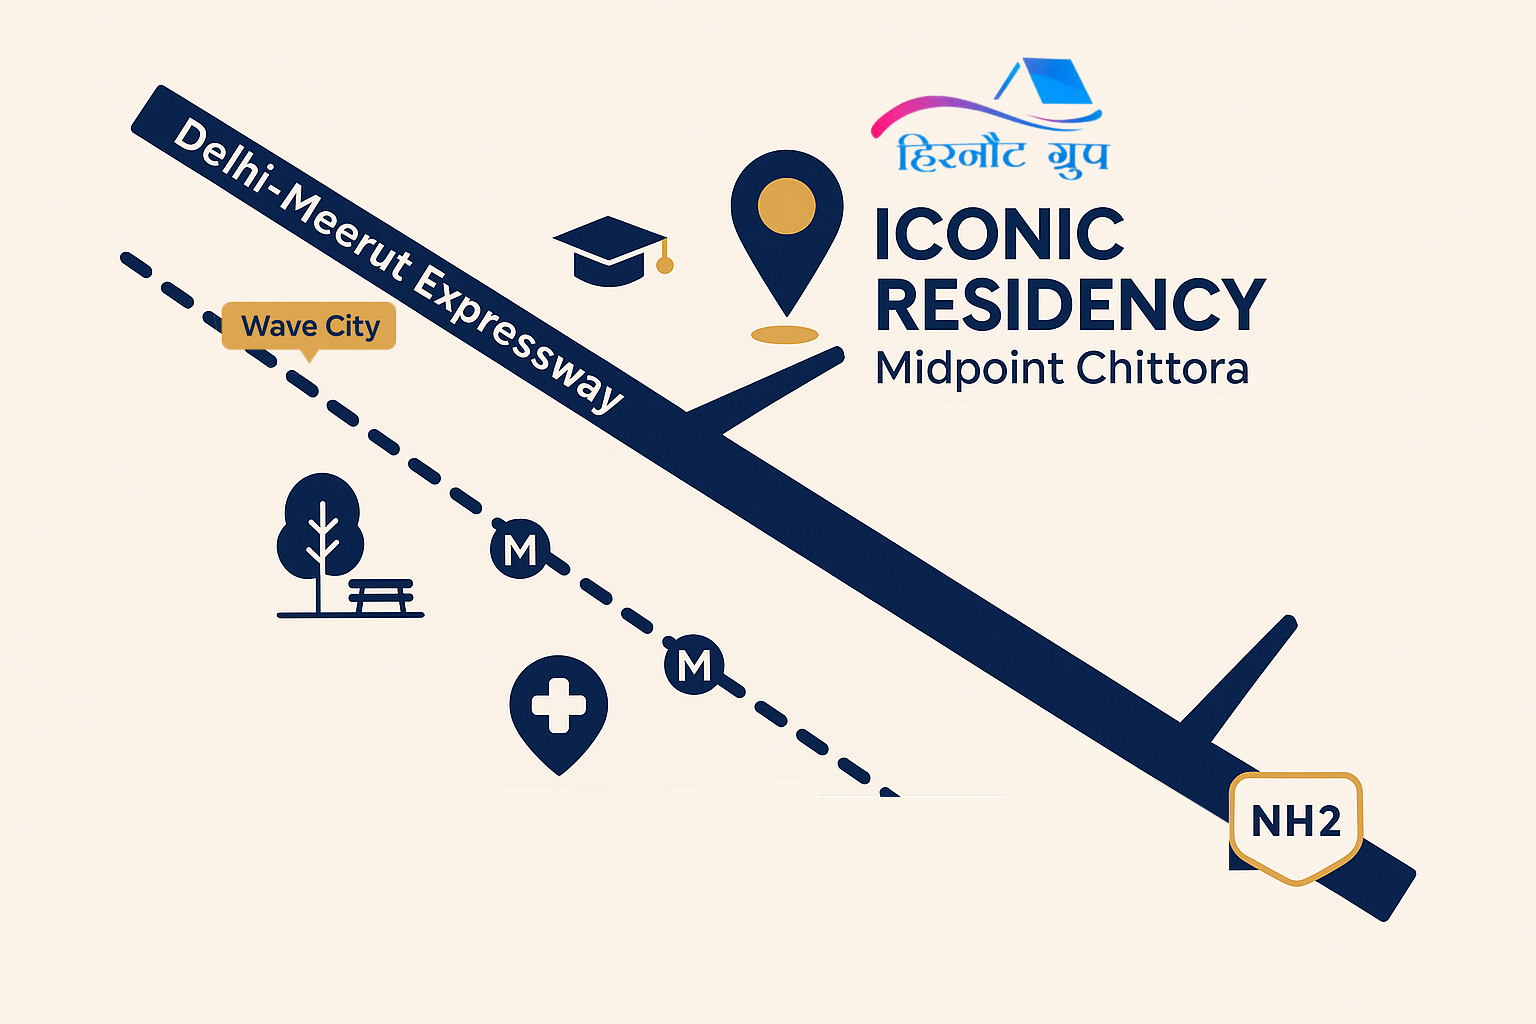 हिरनौट ग्रुप
Delhi-Meerut Expressway
ICONIC
RESIDENCY
Midpoint Chittora
Wave City
M
M
NH2